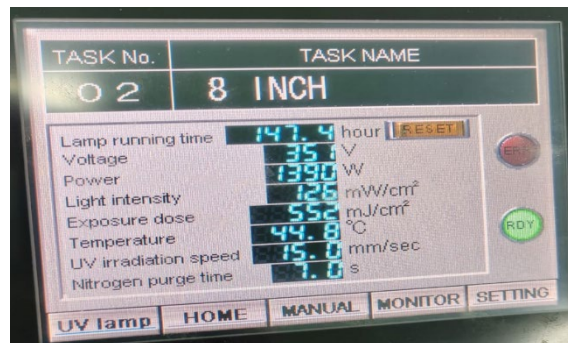 TASK No. TASK NAME
02 8 INCH
Lamp running time 147.4 hour RESET
Voltage 351 V
Power 1390 W
Light intensity 126 mW/cm²
Exposure dose 552 mJ/cm²
Temperature 44.8 °C
UV irradiation speed 15.0 mm/sec
Nitrogen purge time 7.0 s
ERR
RDY
UV lamp HOME MANUAL MONITOR SETTING